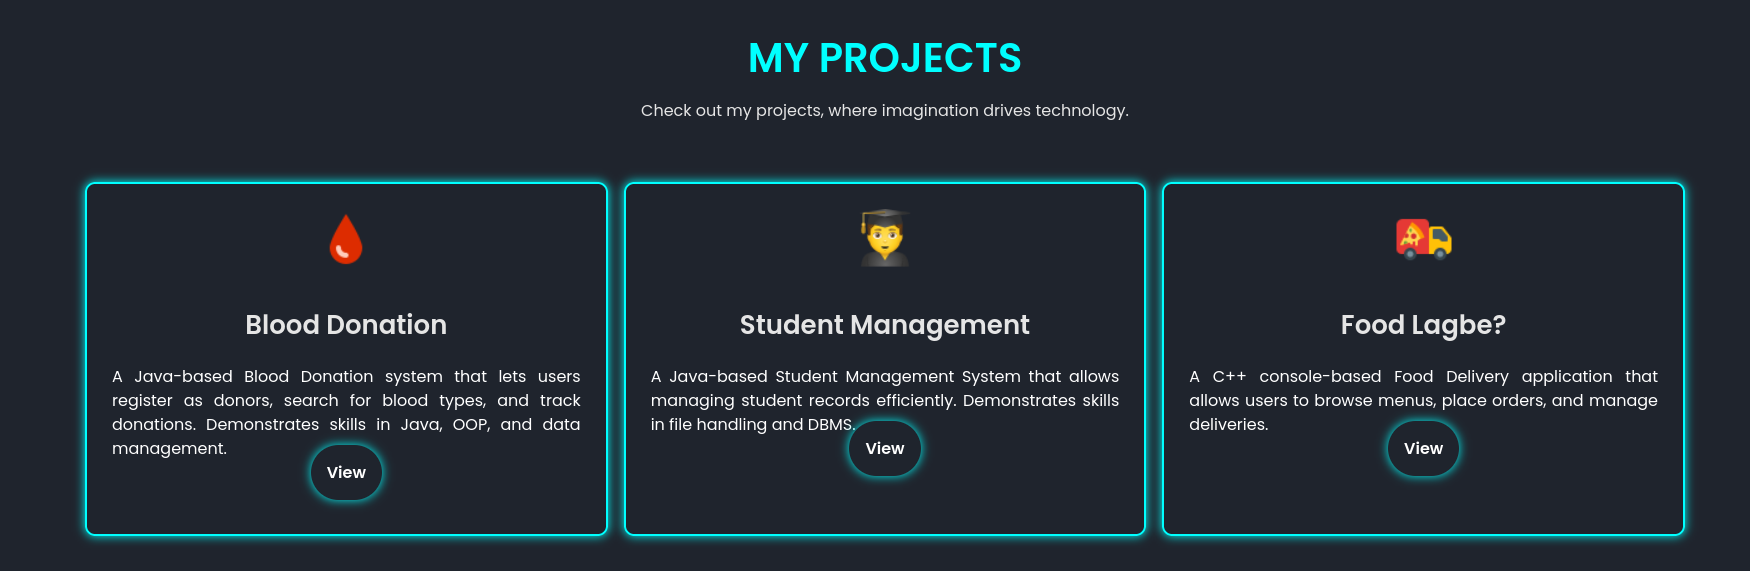 MY PROJECTS
Check out my projects, where imagination drives technology.
Blood Donation
A Java-based Blood Donation system that lets users
register as donors, search for blood types, and track
donations. Demonstrates skills in Java, OOP, and data
management.
View
Student Management
A Java-based Student Management System that allows
managing student records efficiently. Demonstrates skills
in file handling and DBMS.
View
Food Lagbe?
A C++ console-based Food Delivery application that
allows users to browse menus, place orders, and manage
deliveries.
View